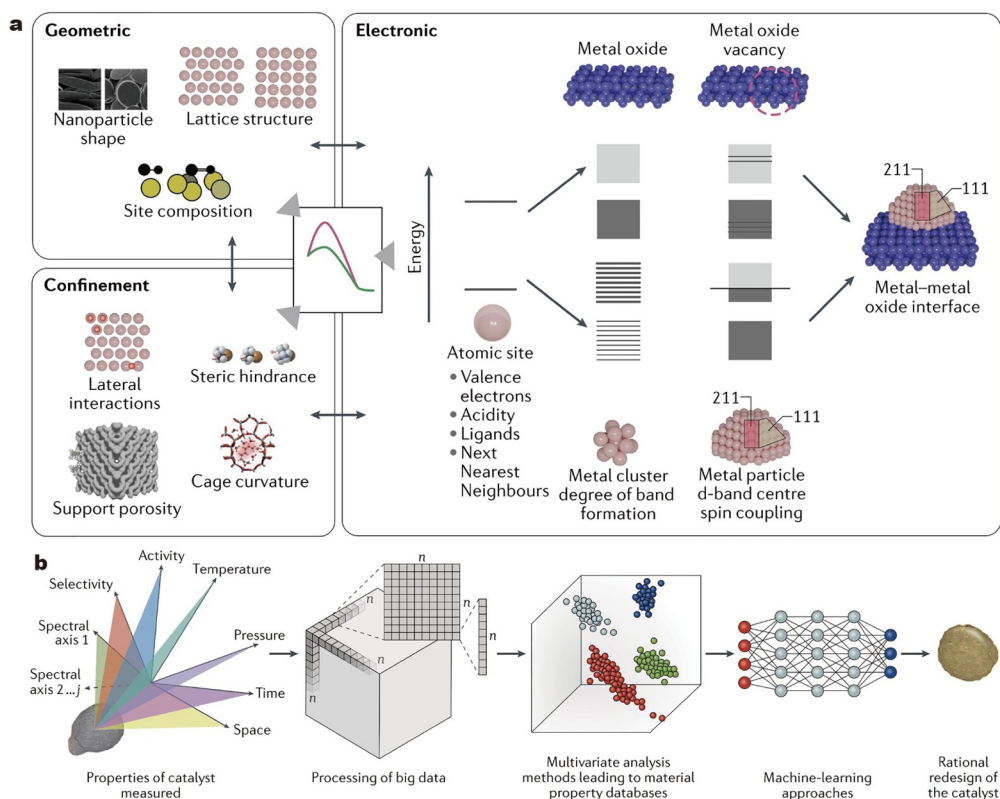 a
Geometric
Nanoparticle
shape
Lattice structure
Site composition
Confinement
Lateral
interactions
Steric hindrance
Support porosity
Cage curvature
Electronic
Energy
Atomic site
• Valence
electrons
• Acidity
• Ligands
• Next
Nearest
Neighbours
Metal oxide
Metal oxide
vacancy
Metal cluster
degree of band
formation
211
111
Metal particle
d-band centre
spin coupling
211
111
Metal–metal
oxide interface
b
Activity
Selectivity
Temperature
Spectral
axis 1
Pressure
Spectral
axis 2 ... j
Time
Space
Properties of catalyst
measured
n
n
n
n
n
Processing of big data
Multivariate analysis
methods leading to material
property databases
Machine-learning
approaches
Rational
redesign of
the catalyst